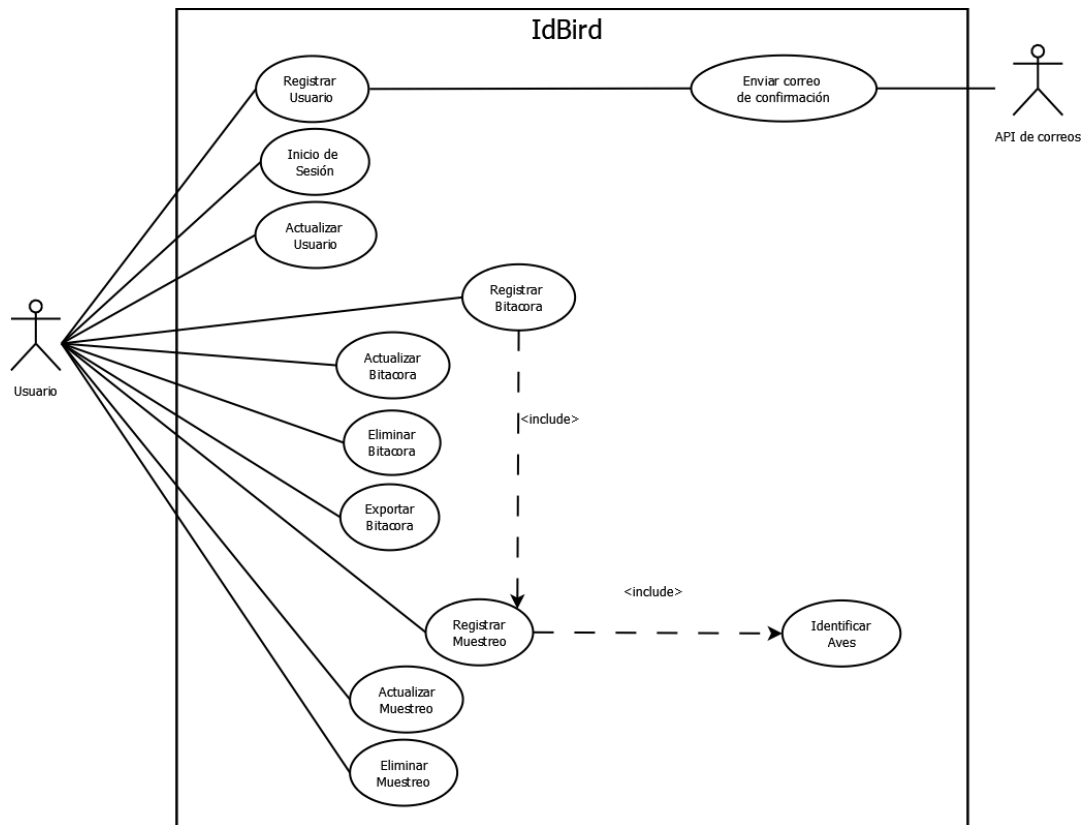 IdBird
Registrar
Usuario
Enviar correo
de confirmación
API de correos
Inicio de
Sesión
Actualizar
Usuario
Registrar
Bitacora
Usuario
Actualizar
Bitacora
<include>
Eliminar
Bitacora
Exportar
Bitacora
<include>
Registrar
Muestreo
Identificar
Aves
Actualizar
Muestreo
Eliminar
Muestreo